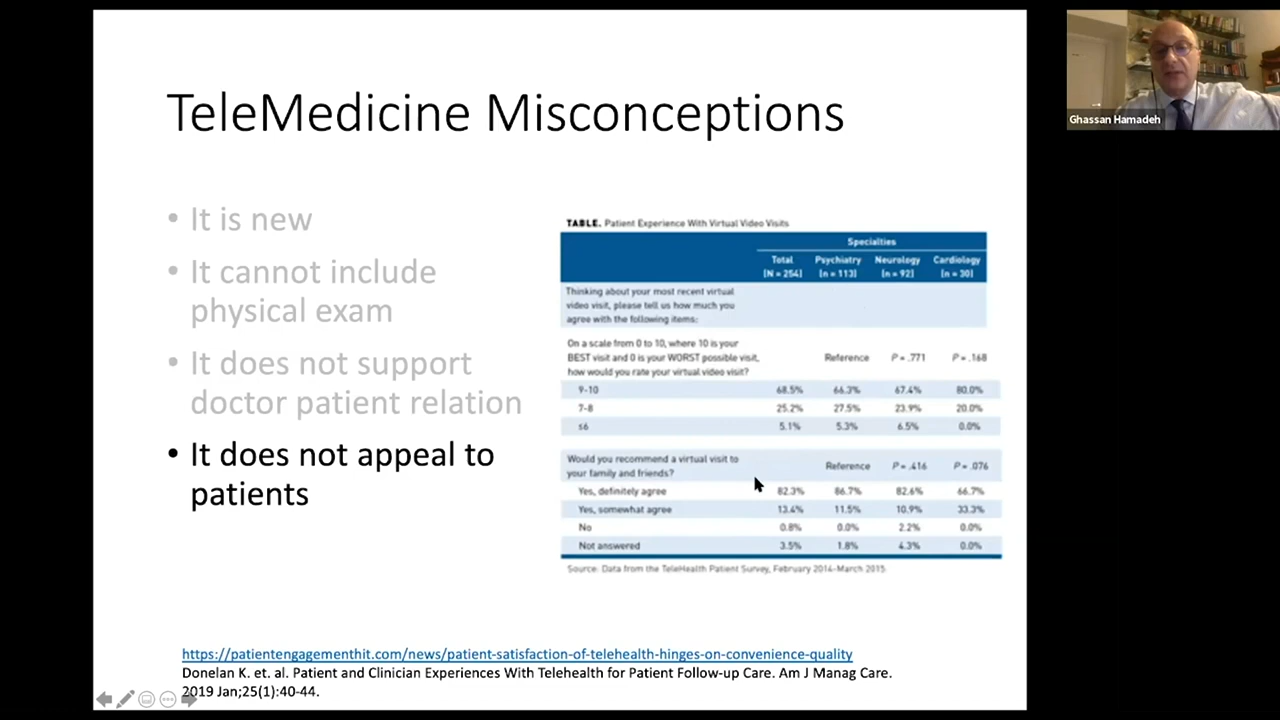 TeleMedicine Misconceptions
• It is new
• It cannot include
physical exam
• It does not support
doctor patient relation
• It does not appeal to
patients
TABLE. Patient Experience With Virtual Video Visits
Specialties
Total Psychiatry Neurology Cardiology
(N = 254) (n = 113) (n = 92) (n = 30)
Thinking about your most recent virtual
video visit, please tell us how much you
agree with the following items:
On a scale from 0 to 10, where 10 is your
BEST visit and 0 is your WORST possible visit, Reference P = .771 P = .168
how would you rate your virtual video visit?
9-10 68.5% 66.3% 67.4% 80.0%
7-8 25.2% 27.5% 23.9% 20.0%
≤6 5.1% 5.3% 6.5% 0.0%
Would you recommend a virtual visit to
your family and friends? Reference P = .416 P = .076
Yes, definitely agree 82.3% 86.7% 82.6% 66.7%
Yes, somewhat agree 13.4% 11.5% 10.9% 33.3%
No 0.8% 0.0% 2.2% 0.0%
Not answered 3.5% 1.8% 4.3% 0.0%
Source: Data from the TeleHealth Patient Survey, February 2014-March 2015
https://patientengagementhit.com/news/patient-satisfaction-of-telehealth-hinges-on-convenience-quality
Donelan K. et. al. Patient and Clinician Experiences With Telehealth for Patient Follow-up Care. Am J Manag Care.
2019 Jan;25(1):40-44.
Ghassan Hamadeh